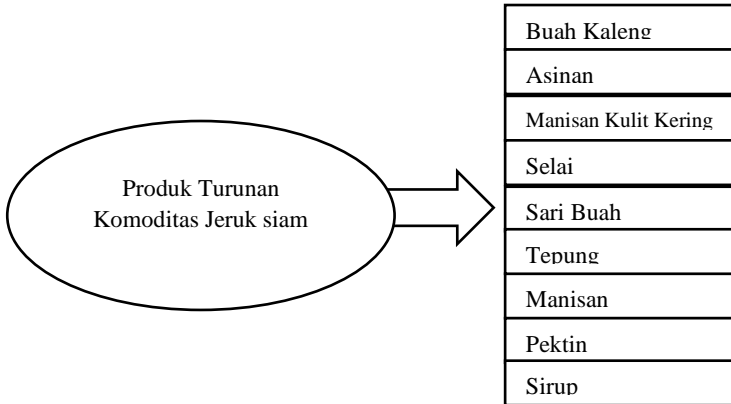 Produk Turunan
Komoditas Jeruk siam
Buah Kaleng
Asinan
Manisan Kulit Kering
Selai
Sari Buah
Tepung
Manisan
Pektin
Sirup